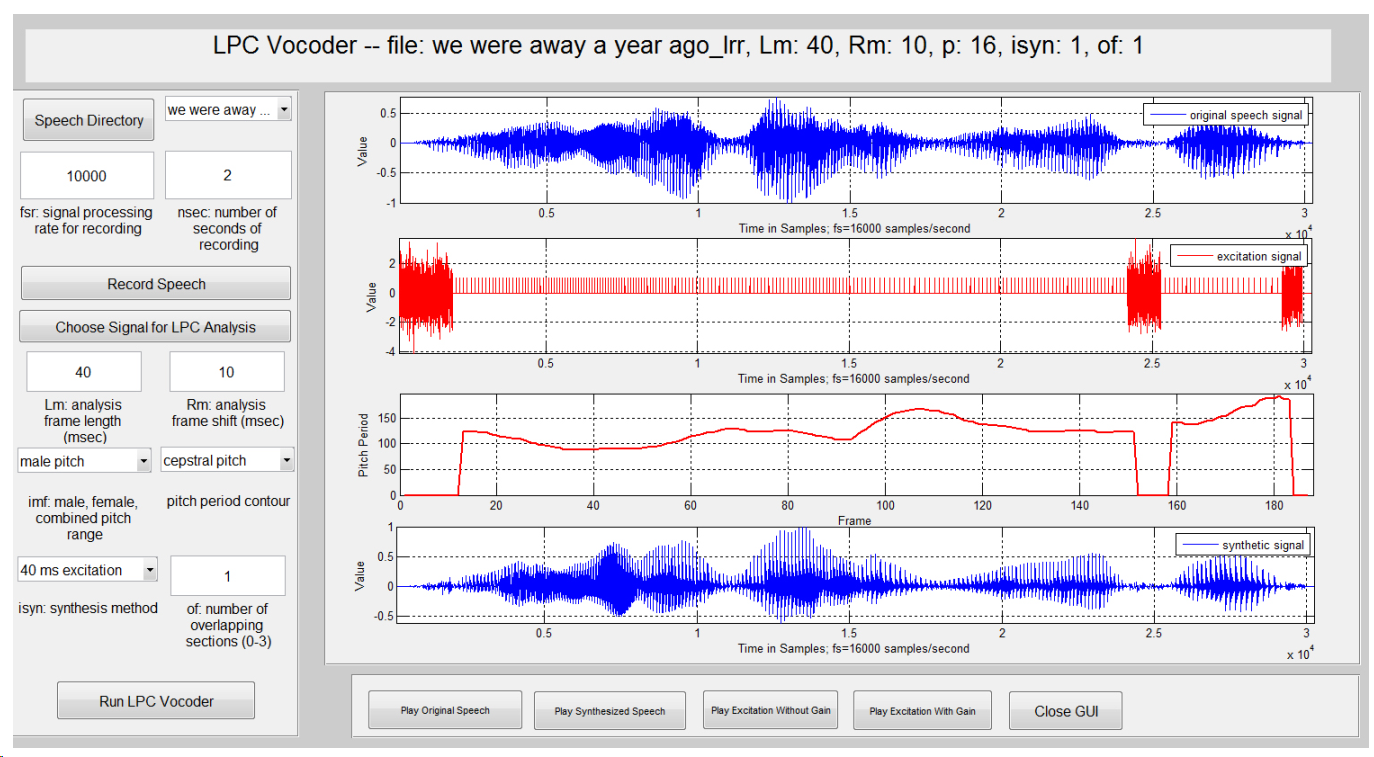 LPC Vocoder -- file: we were away a year ago_lrr, Lm: 40, Rm: 10, p: 16, isyn: 1, of: 1
Speech Directory
we were away ...
10000
2
fsr: signal processing
rate for recording
nsec: number of
seconds of
recording
Record Speech
Choose Signal for LPC Analysis
40
10
Lm: analysis
frame length
(msec)
Rm: analysis
frame shift (msec)
male pitch
cepstral pitch
imf: male, female,
combined pitch
range
pitch period contour
40 ms excitation
1
isyn: synthesis method
of: number of
overlapping
sections (0-3)
Run LPC Vocoder
original speech signal
Value
0.5
0
-0.5
-1
0.5 1 1.5 2 2.5 3
Time in Samples; fs=16000 samples/second
x 10^4
excitation signal
Value
2
0
-2
-4
0.5 1 1.5 2 2.5 3
Time in Samples; fs=16000 samples/second
x 10^4
Pitch Period
150
100
50
0
0 20 40 60 80 100 120 140 160 180
Frame
synthetic signal
Value
1
0.5
0
-0.5
0.5 1 1.5 2 2.5 3
Time in Samples; fs=16000 samples/second
x 10^4
Play Original Speech
Play Synthesized Speech
Play Excitation Without Gain
Play Excitation With Gain
Close GUI